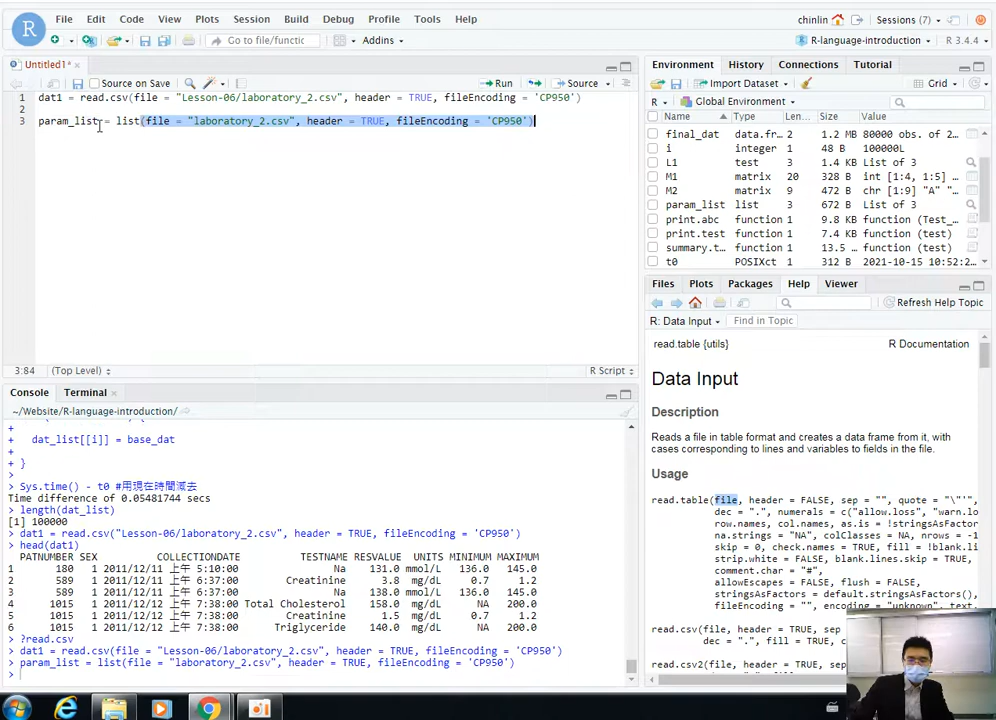 File Edit Code View Plots Session Build Debug Profile Tools Help
chinlin Sessions (7)
Go to file/functic Addins
R-language-introduction R 3.4.4
Untitled1*
Source on Save Run Source
1 dat1 = read.csv(file = "Lesson-06/laboratory_2.csv", header = TRUE, fileEncoding = 'CP950')
2
3 param_list = list(file = "laboratory_2.csv", header = TRUE, fileEncoding = 'CP950')
3:84 (Top Level) R Script
Console Terminal
~/Website/R-language-introduction/
+
+ dat_list[[i]] = base_dat
+
+ }
>
> Sys.time() - t0 #用現在時間減去
Time difference of 0.05481744 secs
> length(dat_list)
[1] 100000
> dat1 = read.csv("Lesson-06/laboratory_2.csv", header = TRUE, fileEncoding = 'CP950')
> head(dat1)
PATNUMBER SEX COLLECTIONDATE TESTNAME RESVALUE UNITS MINIMUM MAXIMUM
1 180 1 2011/12/11 上午 5:10:00 Na 131.0 mmol/L 136.0 145.0
2 589 1 2011/12/11 上午 6:37:00 Creatinine 3.8 mg/dL 0.7 1.2
3 589 1 2011/12/11 上午 6:37:00 Na 138.0 mmol/L 136.0 145.0
4 1015 1 2011/12/12 上午 7:38:00 Total Cholesterol 158.0 mg/dL NA 200.0
5 1015 1 2011/12/12 上午 7:38:00 Creatinine 1.5 mg/dL 0.7 1.2
6 1015 1 2011/12/12 上午 7:38:00 Triglyceride 140.0 mg/dL NA 200.0
> ?read.csv
> dat1 = read.csv(file = "Lesson-06/laboratory_2.csv", header = TRUE, fileEncoding = 'CP950')
> param_list = list(file = "laboratory_2.csv", header = TRUE, fileEncoding = 'CP950')
>
Environment History Connections Tutorial
Import Dataset Grid
R Global Environment
Name Type Len... Size Value
final_dat data.fr... 2 1.2 MB 80000 obs. of 2...
i integer 1 48 B 100000L
L1 test 3 1.4 KB List of 3
M1 matrix 20 328 B int [1:4, 1:5] ...
M2 matrix 9 472 B chr [1:9] "A" ...
param_list list 3 672 B List of 3
print.abc function 1 9.8 KB function (Test_...
print.test function 1 7.4 KB function (test)
summary.t... function 1 13.5 ... function (test)
t0 POSIXct 1 312 B 2021-10-15 10:52:2...
Files Plots Packages Help Viewer
Refresh Help Topic
R: Data Input Find in Topic
read.table {utils} R Documentation
Data Input
Description
Reads a file in table format and creates a data frame from it, with
cases corresponding to lines and variables to fields in the file.
Usage
read.table(file, header = FALSE, sep = "", quote = "\"'",
dec = ".", numerals = c("allow.loss", "warn.lo
row.names, col.names, as.is = !stringsAsFactor
na.strings = "NA", colClasses = NA, nrows = -1
skip = 0, check.names = TRUE, fill = !blank.li
strip.white = FALSE, blank.lines.skip = TRUE,
comment.char = "#",
allowEscapes = FALSE, flush = FALSE,
stringsAsFactors = default.stringsAsFactors(),
fileEncoding = "", encoding = "unknown", text,
read.csv(file, header = TRUE, sep
dec = ".", fill = TRUE, c
read.csv2(file, header = TRUE, sep